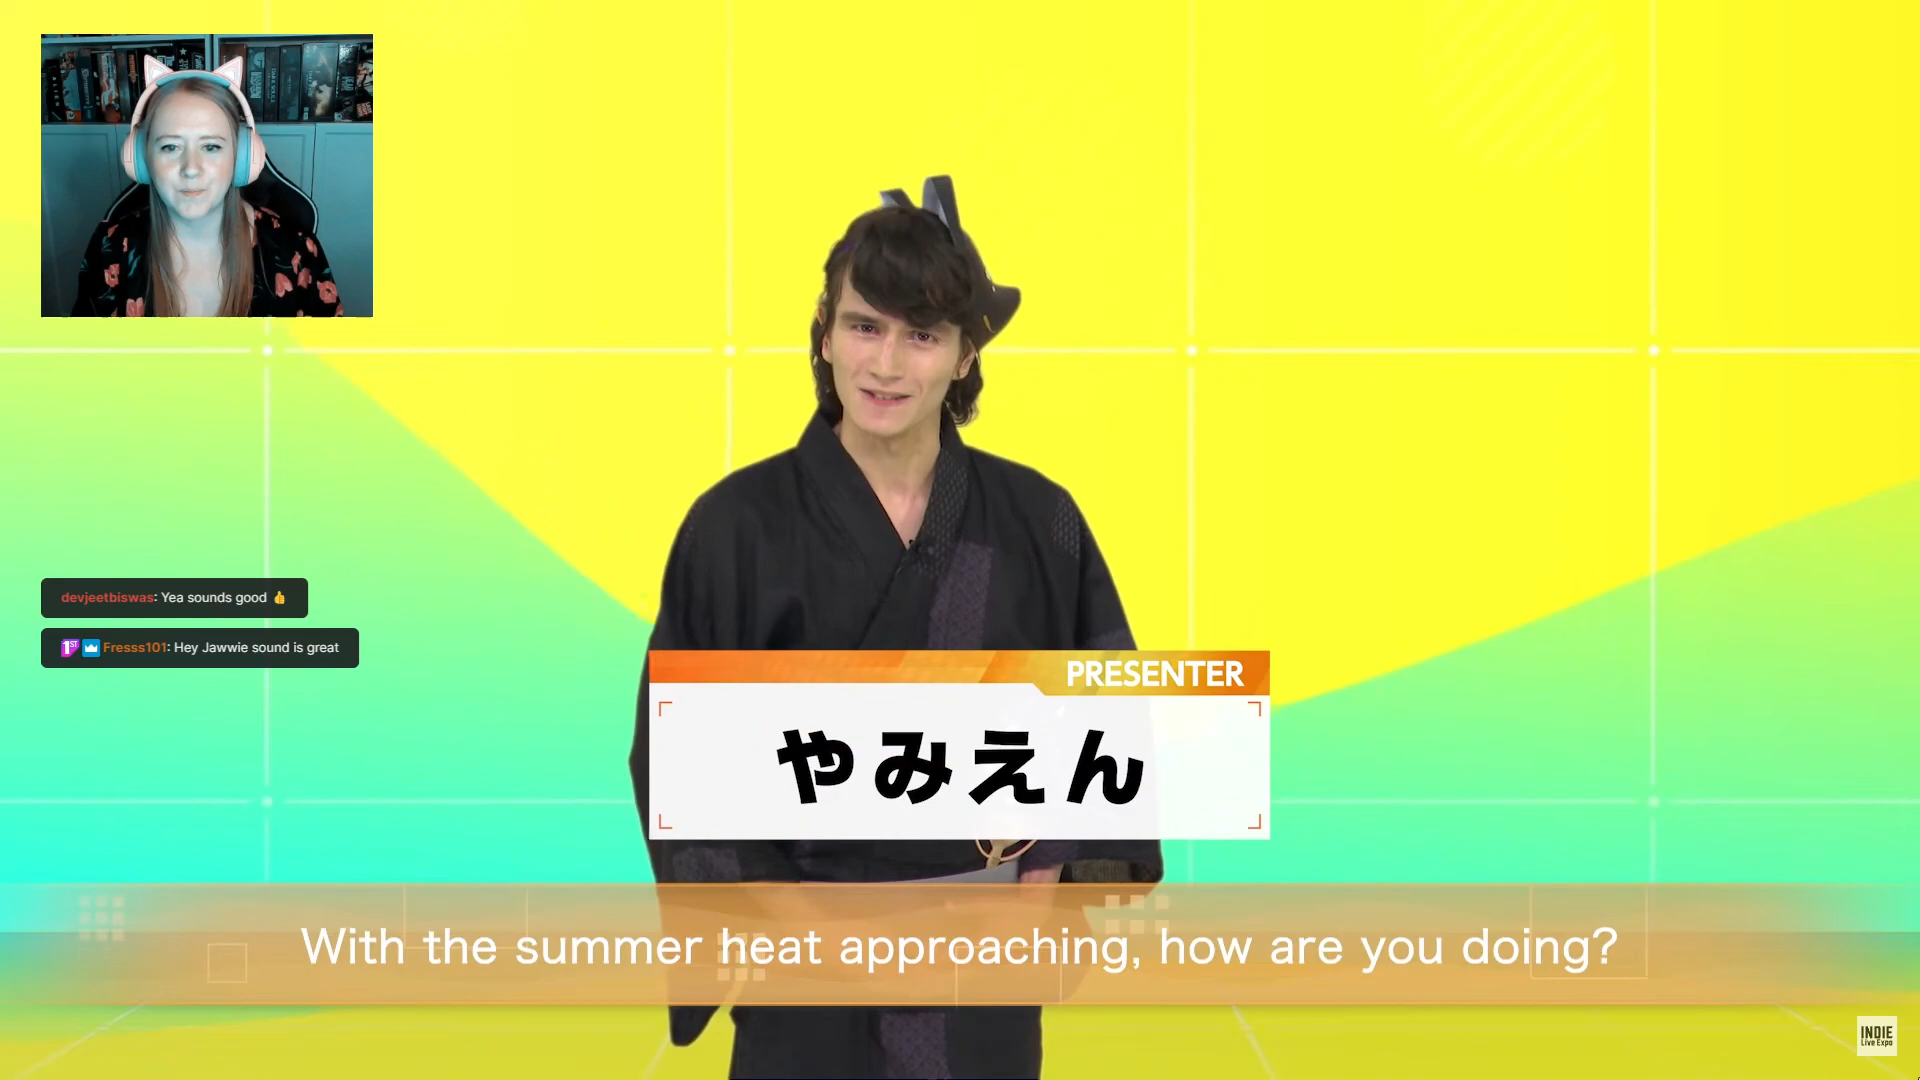 devjeetbiswas: Yea sounds good 👍
1ST Fresss101: Hey Jawwie sound is great
PRESENTER
やみえん
With the summer heat approaching, how are you doing?
INDIE
Live Expo